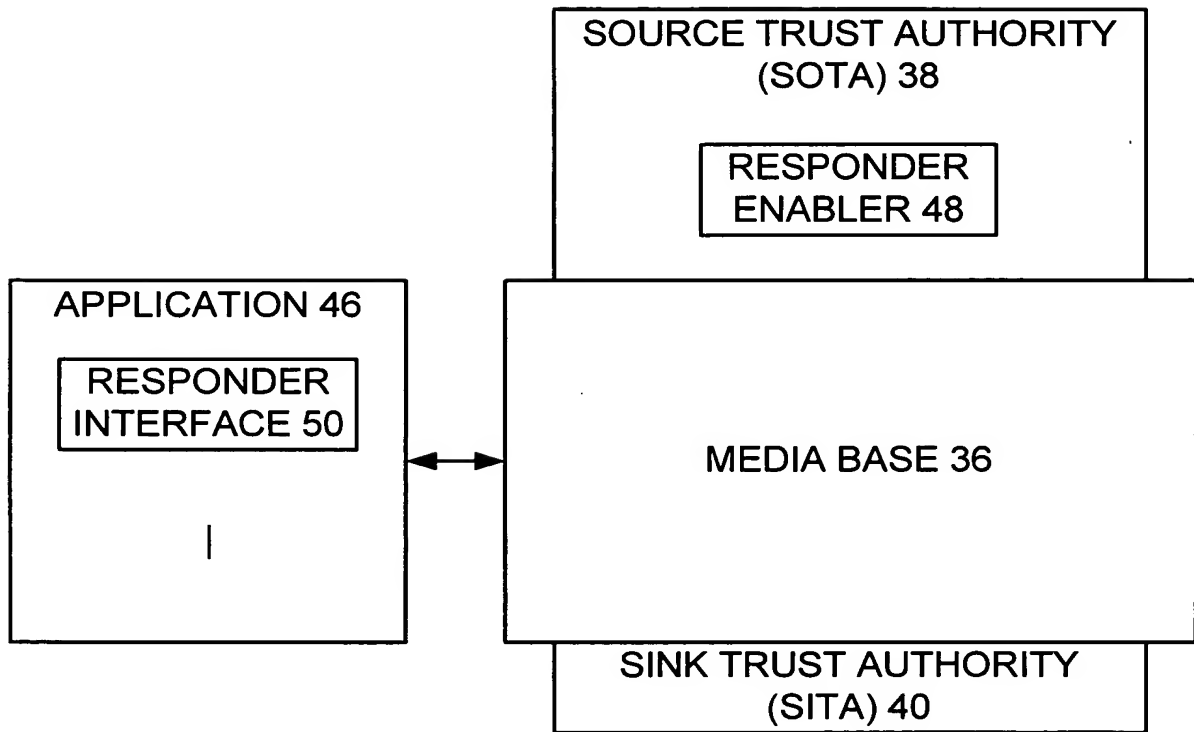 SOURCE TRUST AUTHORITY
(SOTA) 38
RESPONDER
ENABLER 48
APPLICATION 46
RESPONDER
INTERFACE 50
MEDIA BASE 36
SINK TRUST AUTHORITY
(SITA) 40